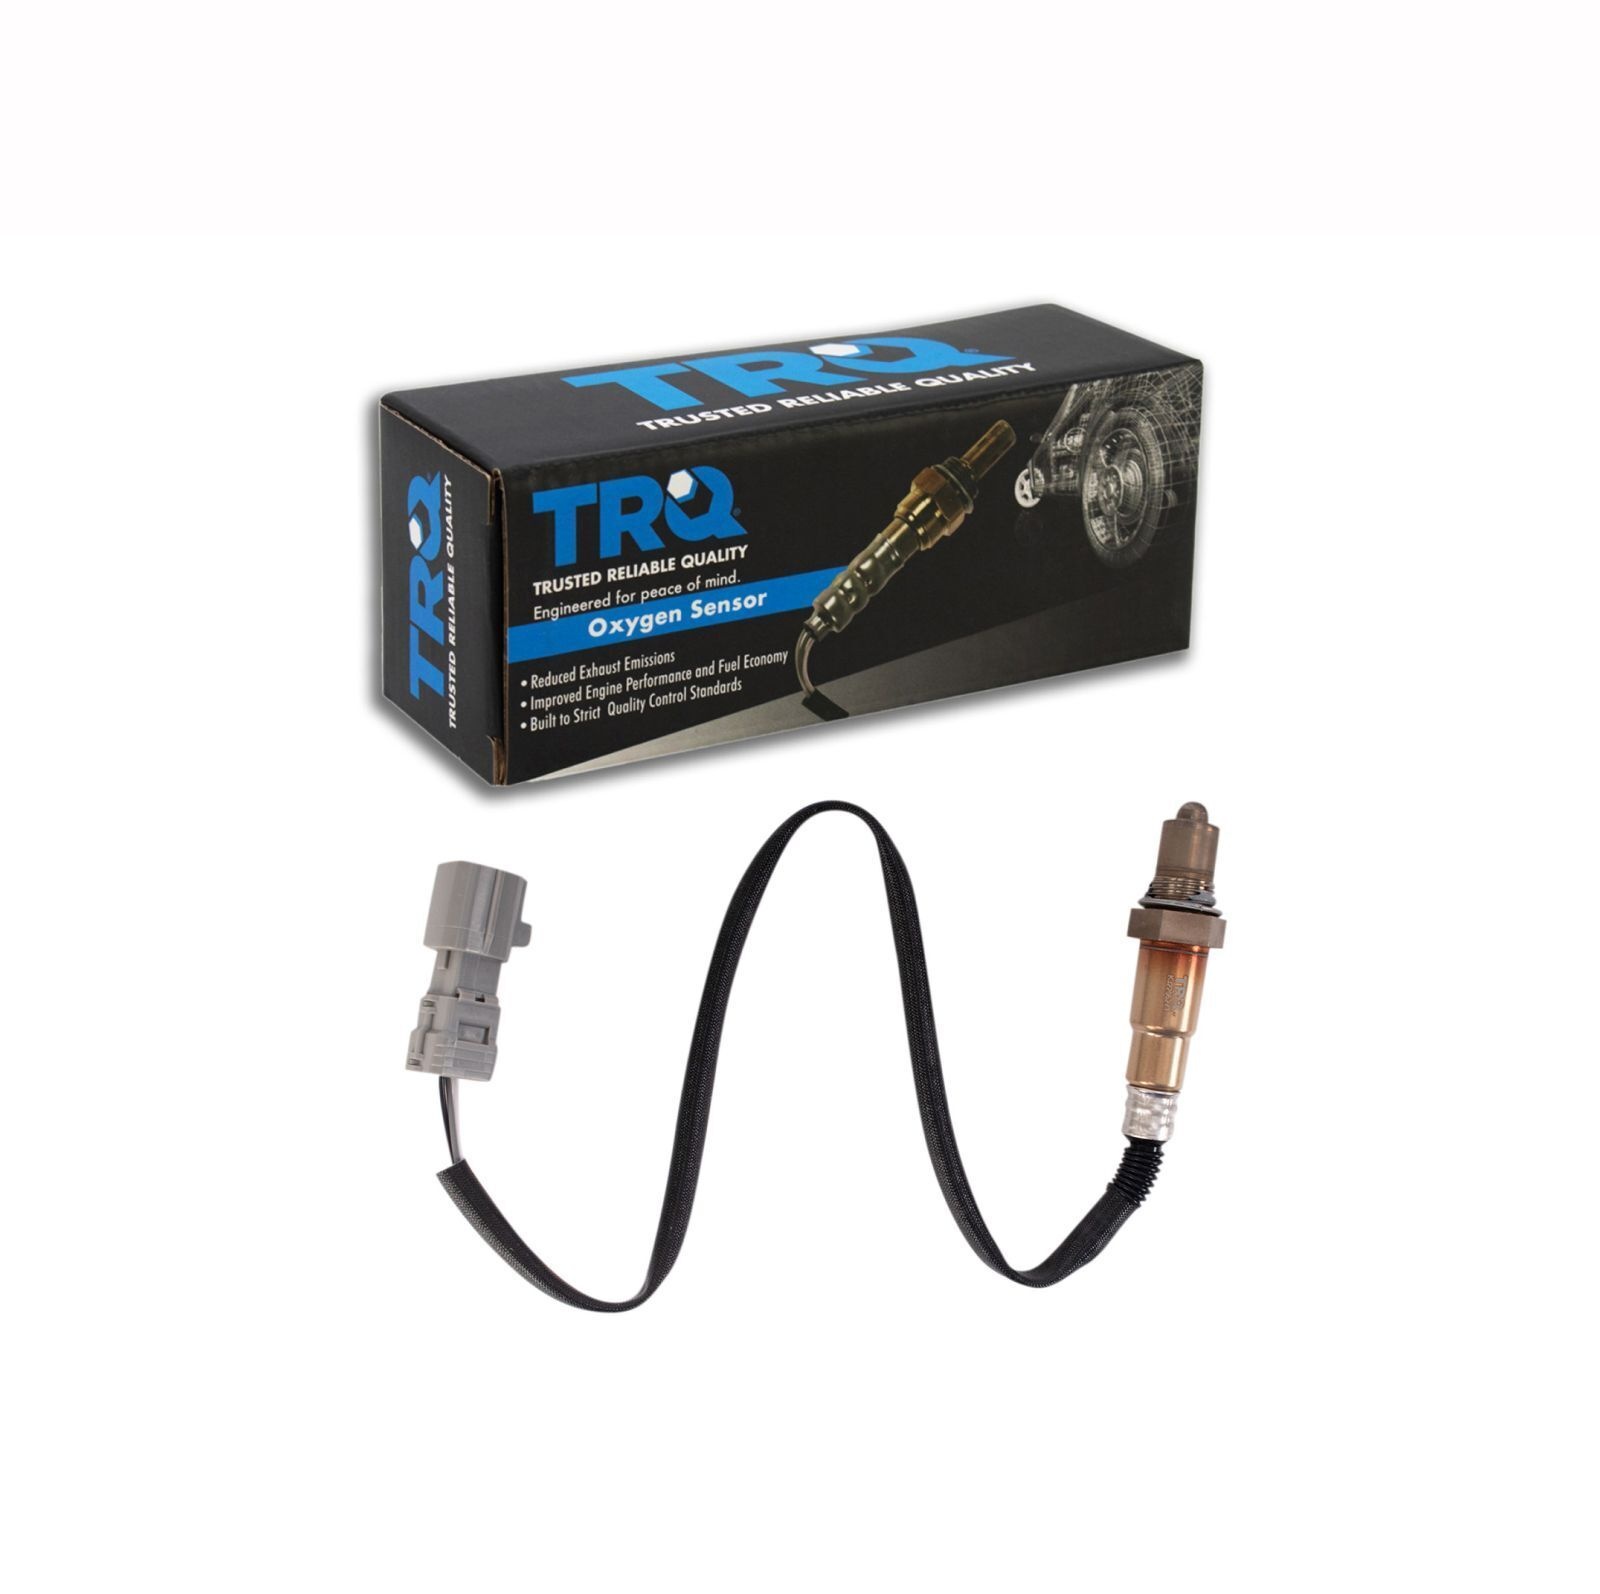 TRQ®
TRUSTED RELIABLE QUALITY
TRQ®
TRUSTED RELIABLE QUALITY
TRQ®
TRUSTED RELIABLE QUALITY
Engineered for peace of mind.
Oxygen Sensor
• Reduced Exhaust Emissions
• Improved Engine Performance and Fuel Economy
• Built to Strict Quality Control Standards
TRQ